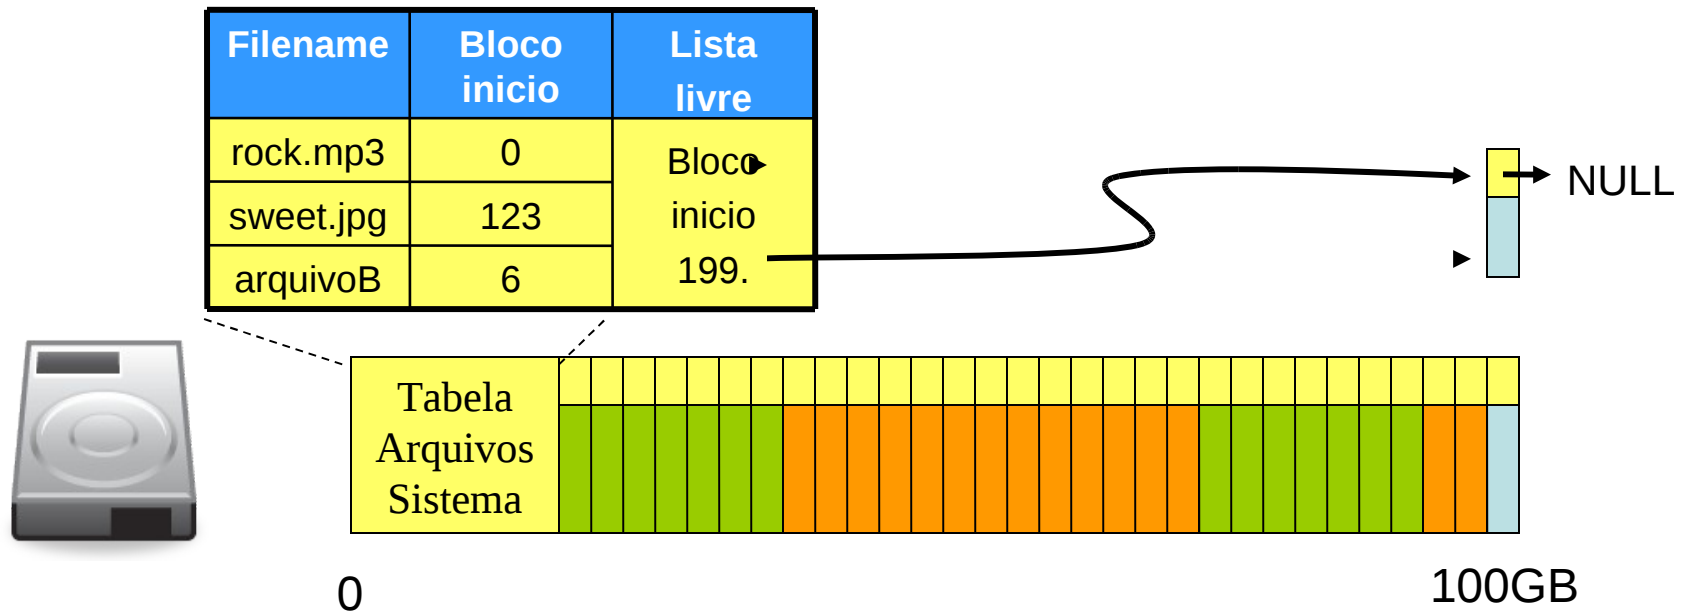 Filename
Bloco
inicio
Lista
livre
rock.mp3
0
sweet.jpg
123
arquivoB
6
Bloco
inicio
199.
NULL
Tabela
Arquivos
Sistema
0
100GB